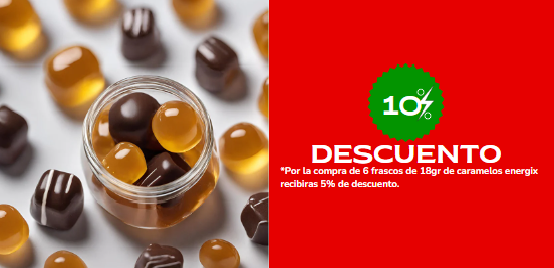 10%
DESCUENTO
*Por la compra de 6 frascos de 18gr de caramelos energix
recibiras 5% de descuento.